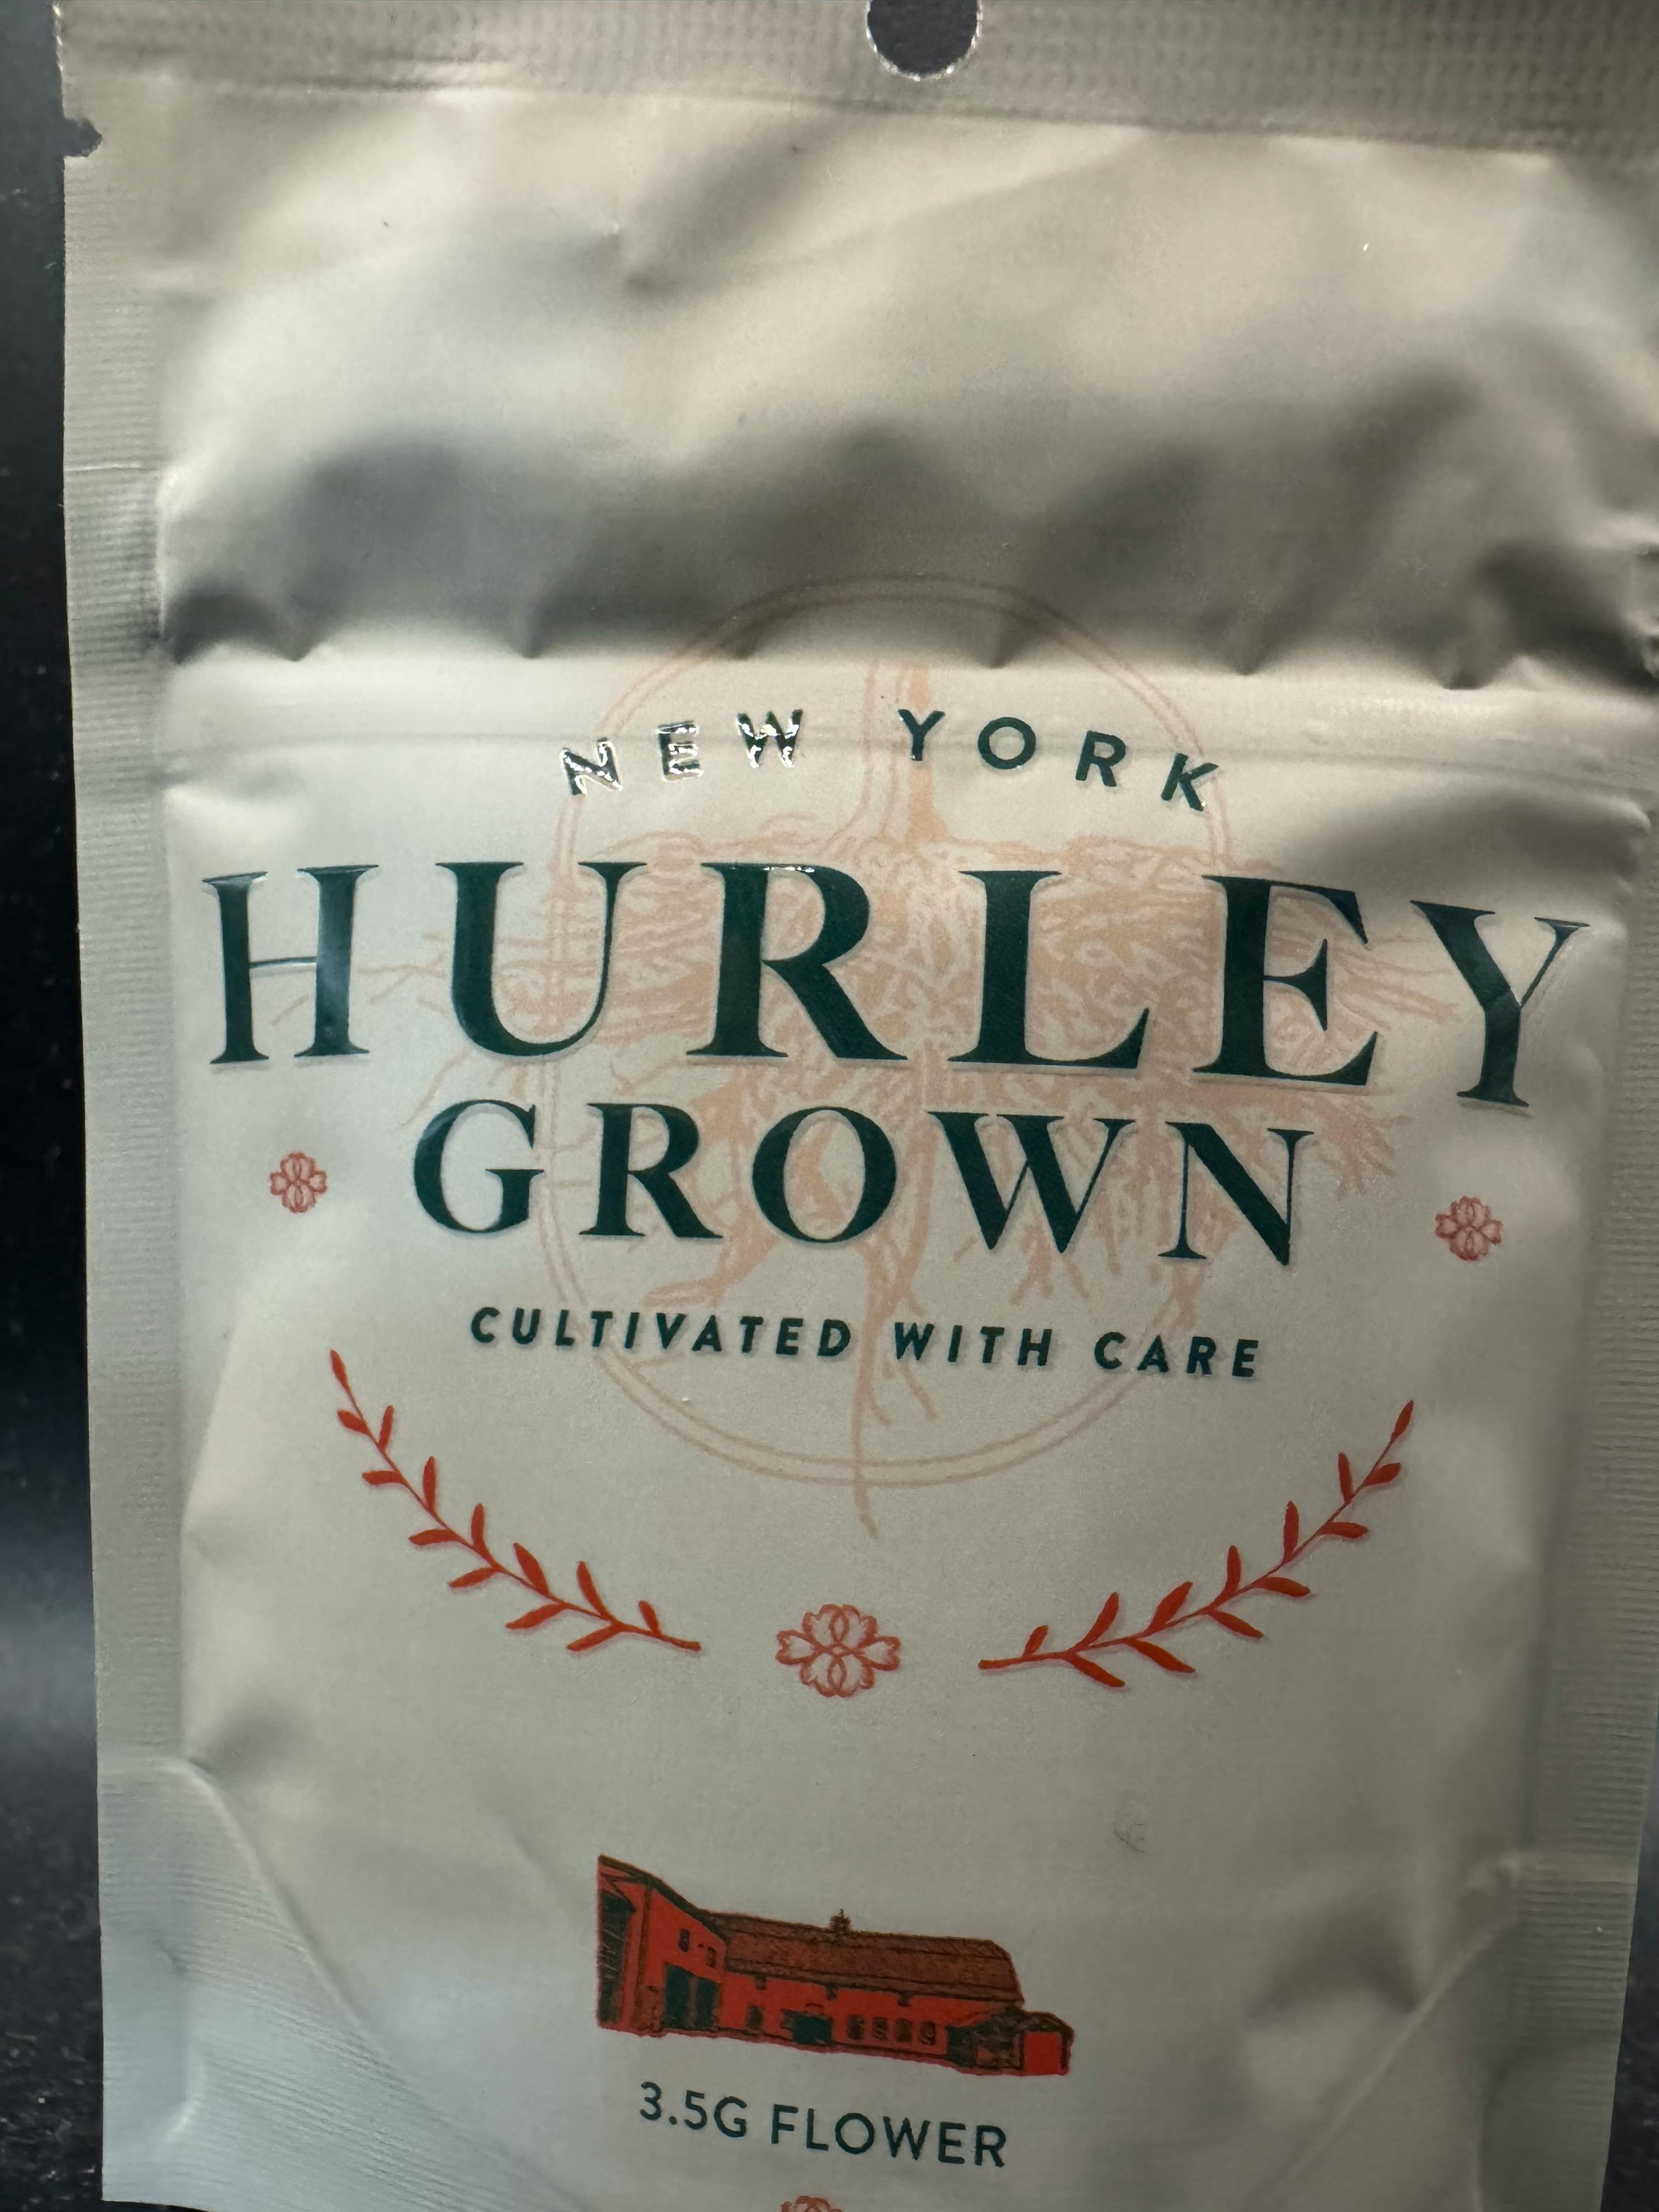 NEW YORK
HURLEY
GROWN
CULTIVATED WITH CARE
3.5G FLOWER